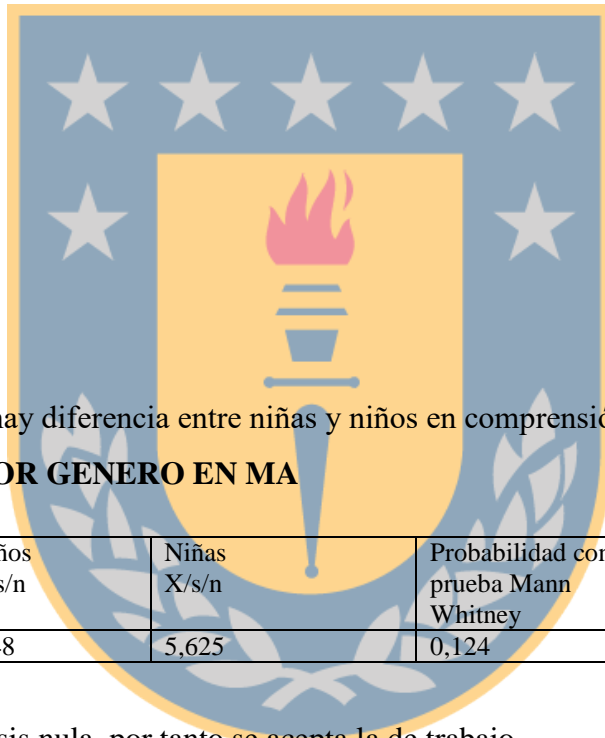 hay diferencia entre niñas y niños en comprensió
OR GENERO EN MA
ños Niñas Probabilidad con
s/n X/s/n prueba Mann
Whitney
8 5,625 0,124
sis nula, por tanto se acepta la de trabajo